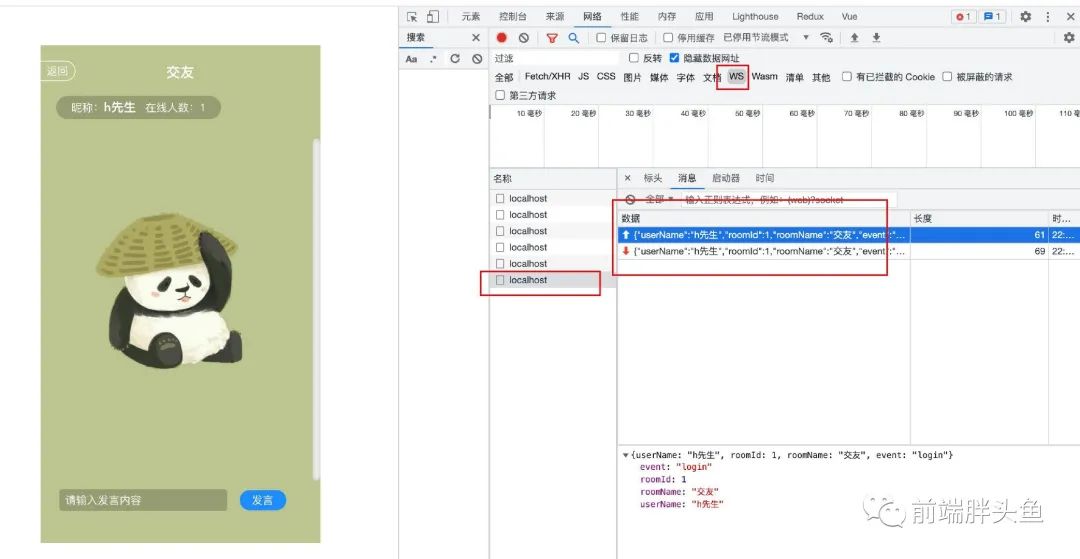 返回
交友
昵称：h先生 在线人数：1
请输入发言内容
发言
元素 控制台 来源 网络 性能 内存 应用 Lighthouse Redux Vue 1 1
搜索
Aa .*
保留日志 停用缓存 已停用节流模式
过滤 反转 隐藏数据网址
全部 Fetch/XHR JS CSS 图片 媒体 字体 文档 WS Wasm 清单 其他 有已拦截的 Cookie 被屏蔽的请求
第三方请求
10 毫秒 20 毫秒 30 毫秒 40 毫秒 50 毫秒 60 毫秒 70 毫秒 80 毫秒 90 毫秒 100 毫秒 110
名称
localhost
localhost
localhost
localhost
localhost
localhost
标头 消息 启动器 时间
全部 输入正则表达式，例如：(web)?socket
数据 长度 时…
{"userName":"h先生","roomId":1,"roomName":"交友","event":"… 61 22:…
{"userName":"h先生","roomId":1,"roomName":"交友","event":"… 69 22:…
{userName: "h先生", roomId: 1, roomName: "交友", event: "login"}
event: "login"
roomId: 1
roomName: "交友"
userName: "h先生"
前端胖头鱼